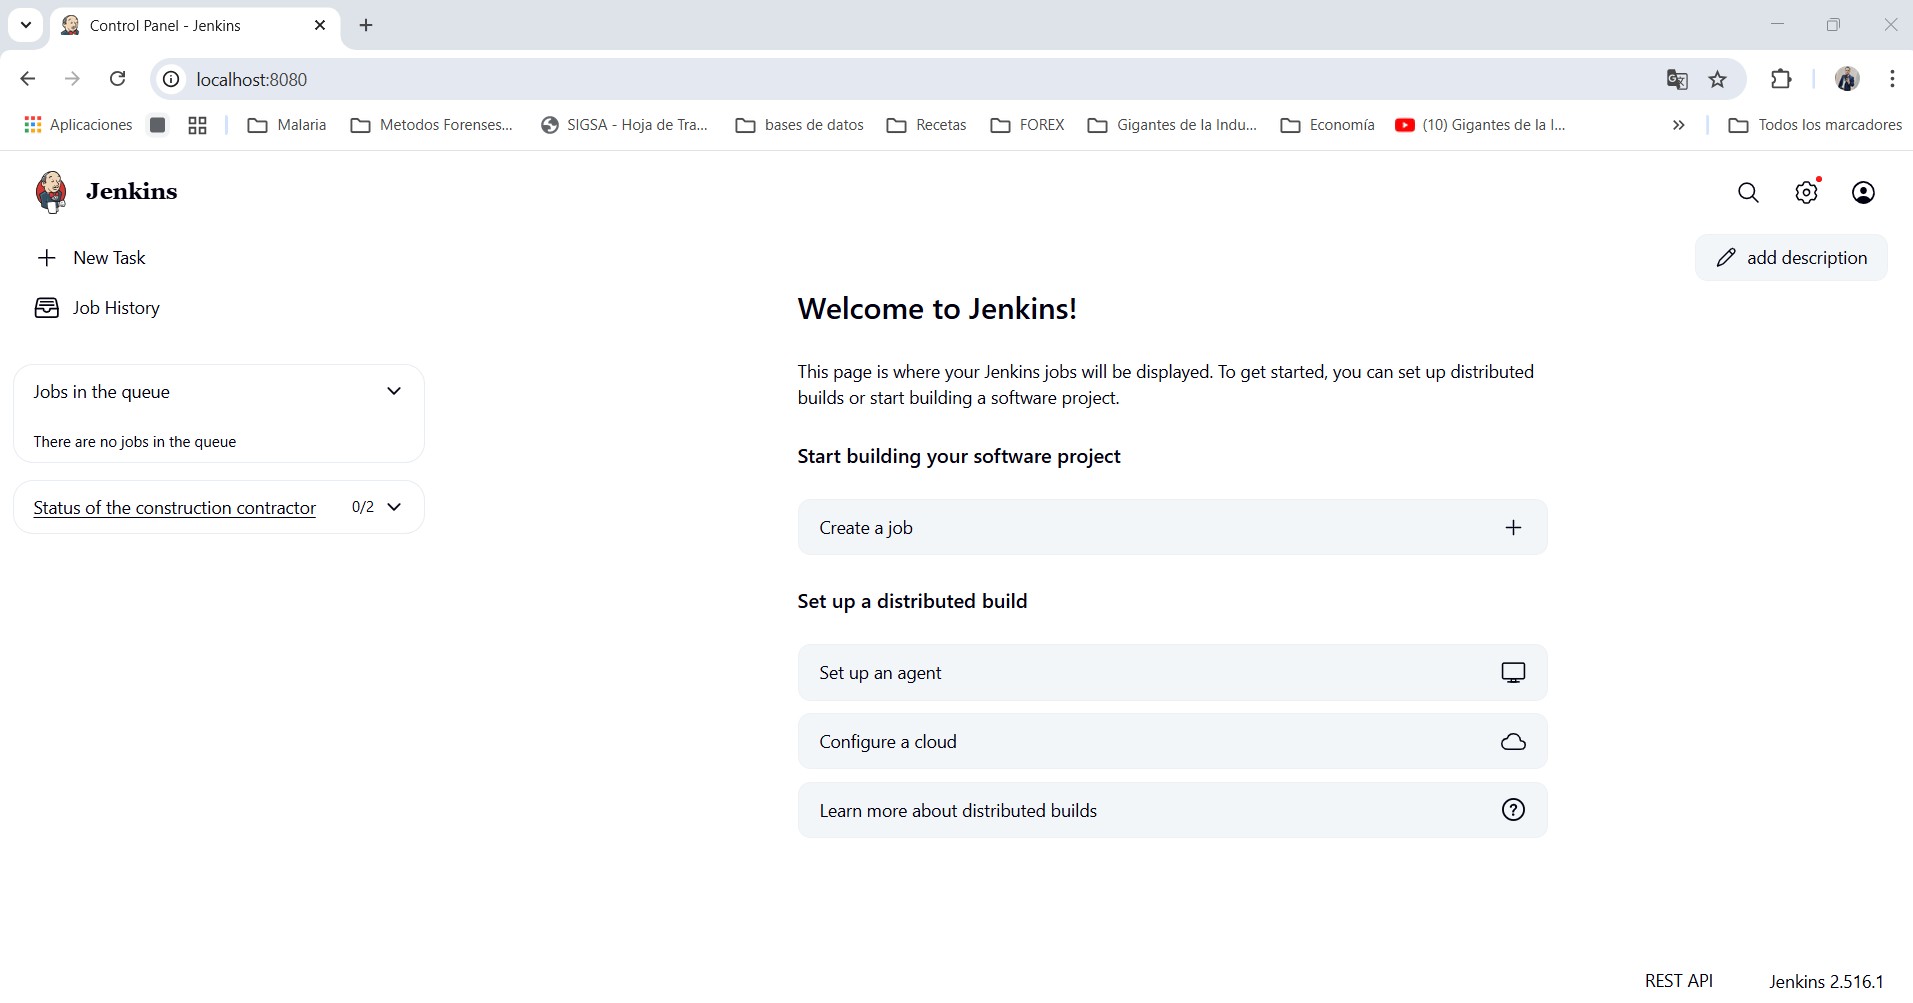 Control Panel - Jenkins
localhost:8080
Aplicaciones
Malaria
Metodos Forenses...
SIGSA - Hoja de Tra...
bases de datos
Recetas
FOREX
Gigantes de la Indu...
Economía
(10) Gigantes de la I...
Todos los marcadores
Jenkins
New Task
add description
Job History
Welcome to Jenkins!
This page is where your Jenkins jobs will be displayed. To get started, you can set up distributed
builds or start building a software project.
Jobs in the queue
There are no jobs in the queue
Status of the construction contractor 0/2
Start building your software project
Create a job
Set up a distributed build
Set up an agent
Configure a cloud
Learn more about distributed builds
REST API
Jenkins 2.516.1